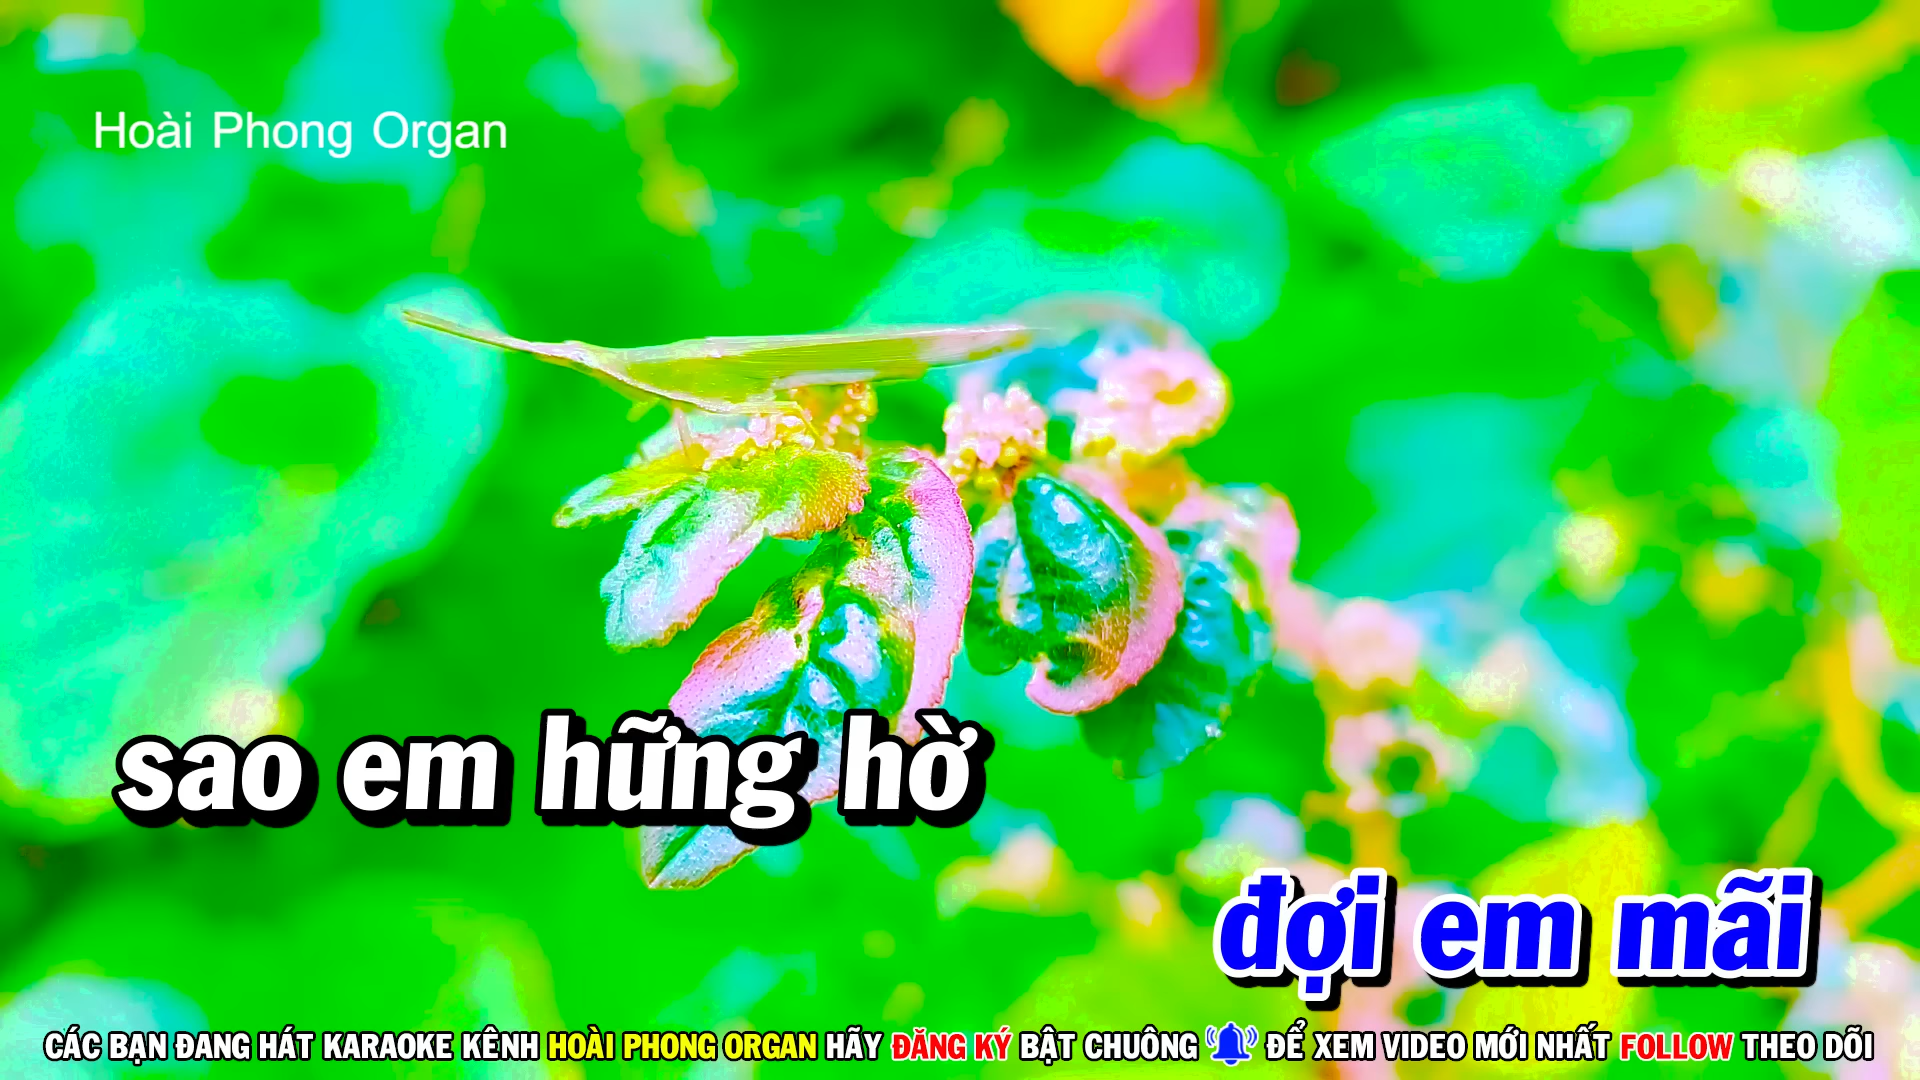 Hoài Phong Organ
sao em hững hờ
đợi em mãi
CÁC BẠN ĐANG HÁT KARAOKE KÊNH HOÀI PHONG ORGAN HÃY ĐĂNG KÝ BẬT CHUÔNG ĐỂ XEM VIDEO MỚI NHẤT FOLLOW THEO DÕI